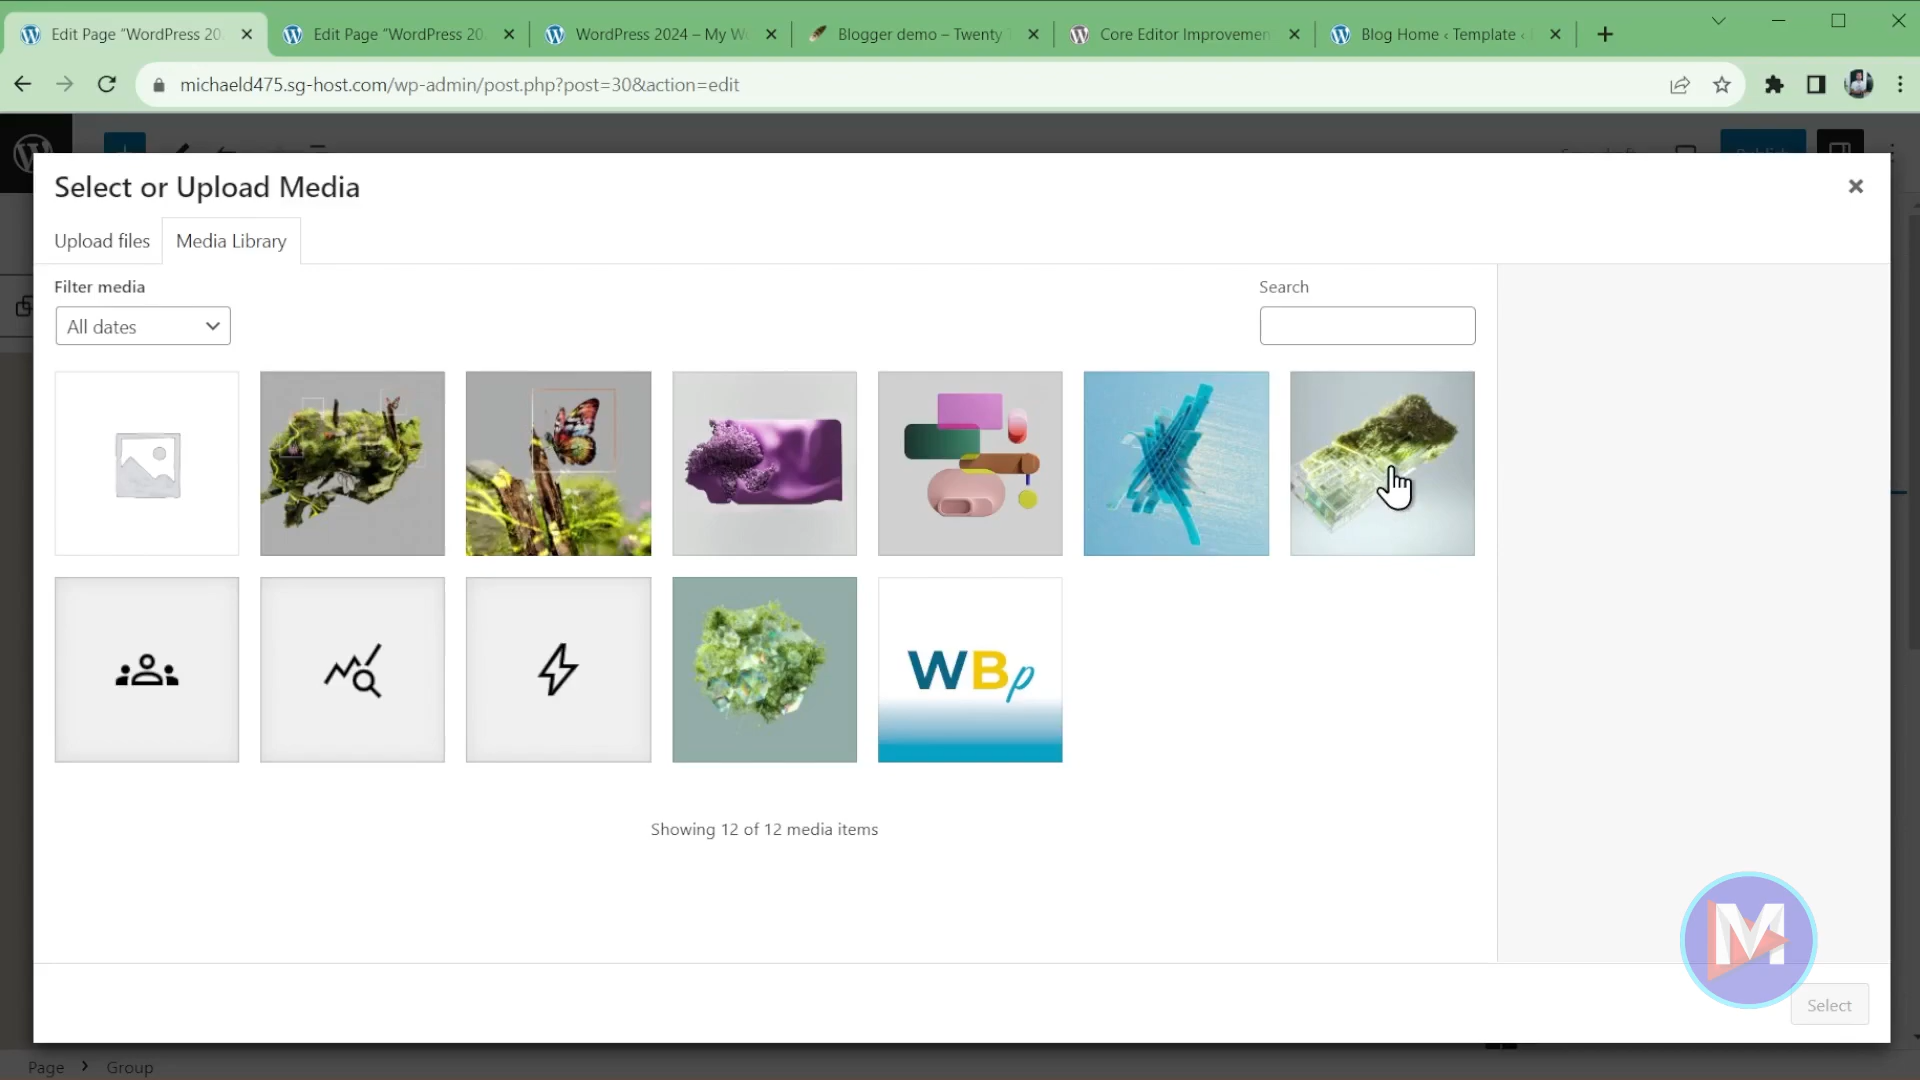 Edit Page “WordPress 20
Edit Page “WordPress 20
WordPress 2024 – My W
Blogger demo – Twenty
Core Editor Improvemen
Blog Home ‹ Template ‹
michaeld475.sg-host.com/wp-admin/post.php?post=30&action=edit
Select or Upload Media
Upload files
Media Library
Filter media
Search
All dates
WBp
Showing 12 of 12 media items
M
Select
Page
Group